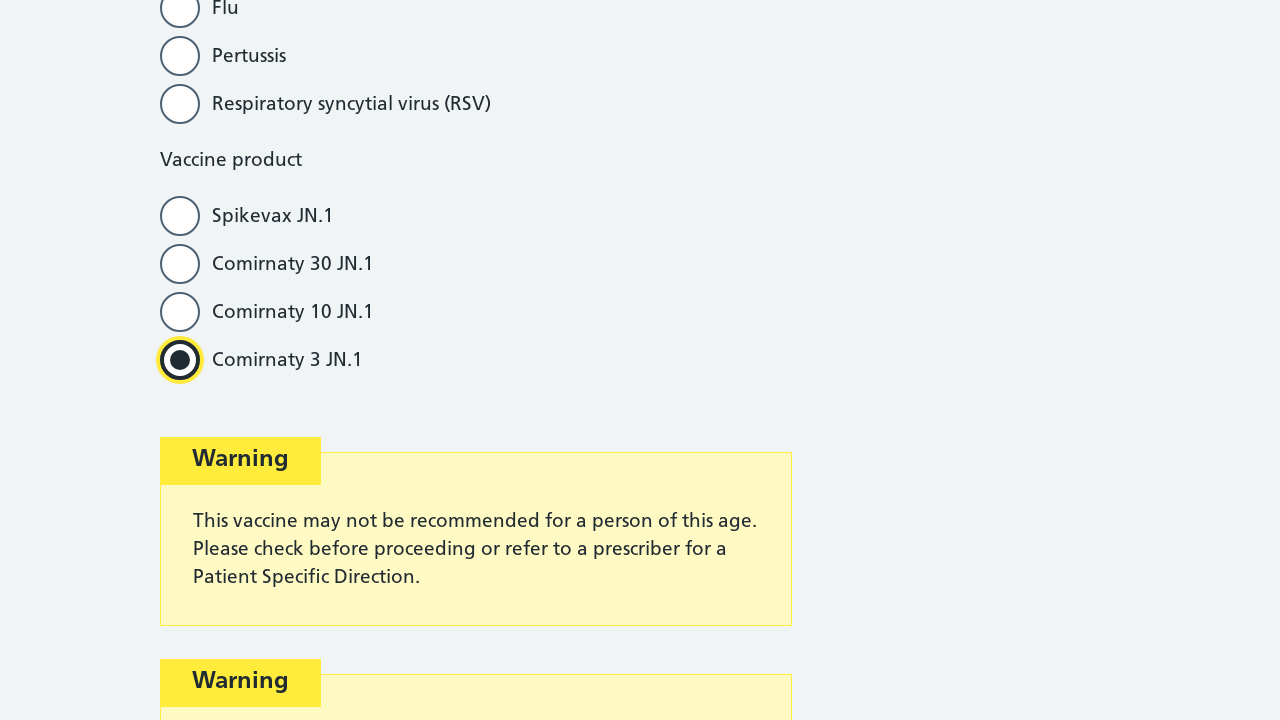 Flu
Pertussis
Respiratory syncytial virus (RSV)
Vaccine product
Spikevax JN.1
Comirnaty 30 JN.1
Comirnaty 10 JN.1
Comirnaty 3 JN.1
Warning
This vaccine may not be recommended for a person of this age.
Please check before proceeding or refer to a prescriber for a
Patient Specific Direction.
Warning